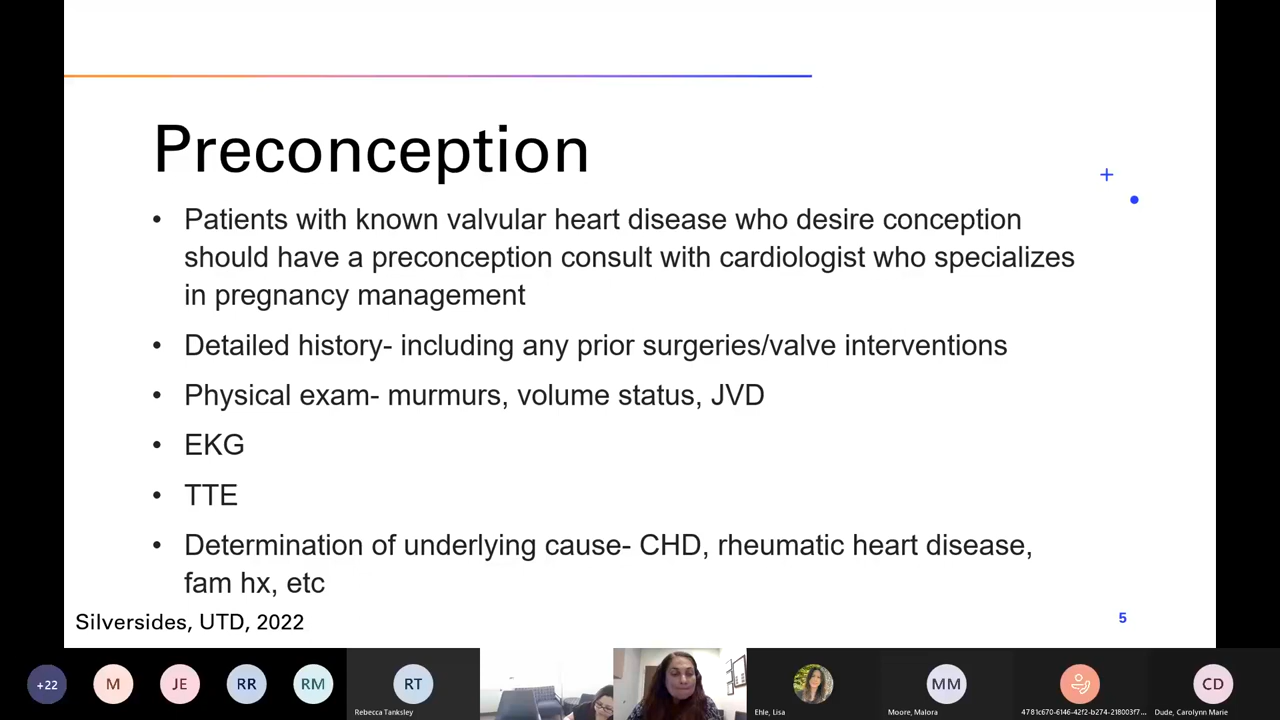 Preconception
• Patients with known valvular heart disease who desire conception
should have a preconception consult with cardiologist who specializes
in pregnancy management
• Detailed history- including any prior surgeries/valve interventions
• Physical exam- murmurs, volume status, JVD
• EKG
• TTE
• Determination of underlying cause- CHD, rheumatic heart disease,
fam hx, etc
Silversides, UTD, 2022
5
+22
M
JE
RR
RM
RT
MM
CD
Rebecca Tanksley
Ehle, Lisa
Moore, Malora
4781c670-6146-42f2-b274-218003f7...
Dude, Carolynn Marie